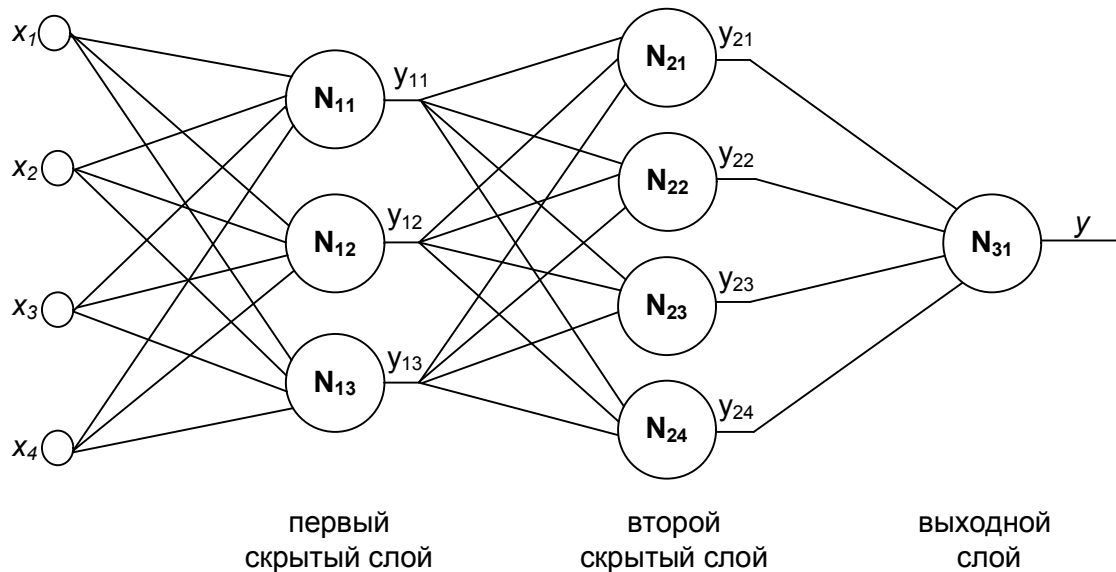 x₁
x₂
x₃
x₄
N₁₁
N₁₂
N₁₃
y₁₁
y₁₂
y₁₃
N₂₁
N₂₂
N₂₃
N₂₄
y₂₁
y₂₂
y₂₃
y₂₄
N₃₁
y
первый
скрытый слой
второй
скрытый слой
выходной
слой